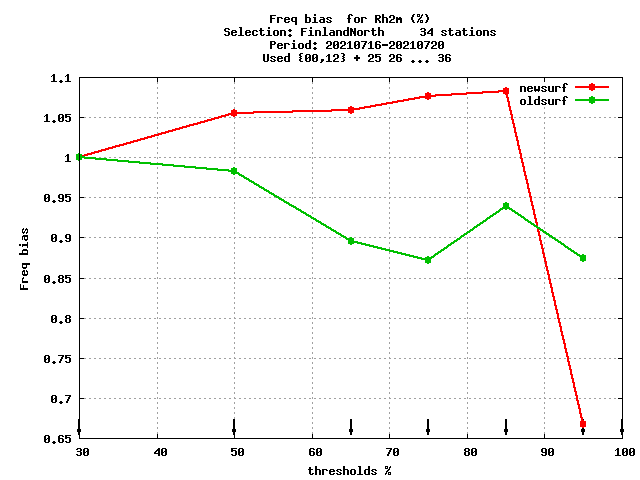 Freq bias  for Rh2m (%)
Selection: FinlandNorth     34 stations
Period: 20210716-20210720
Used {00,12} + 25 26 ... 36
newsurf
oldsurf
1.1
1.05
1
0.95
0.9
0.85
0.8
0.75
0.7
0.65
Freq bias
30 40 50 60 70 80 90 100
thresholds %